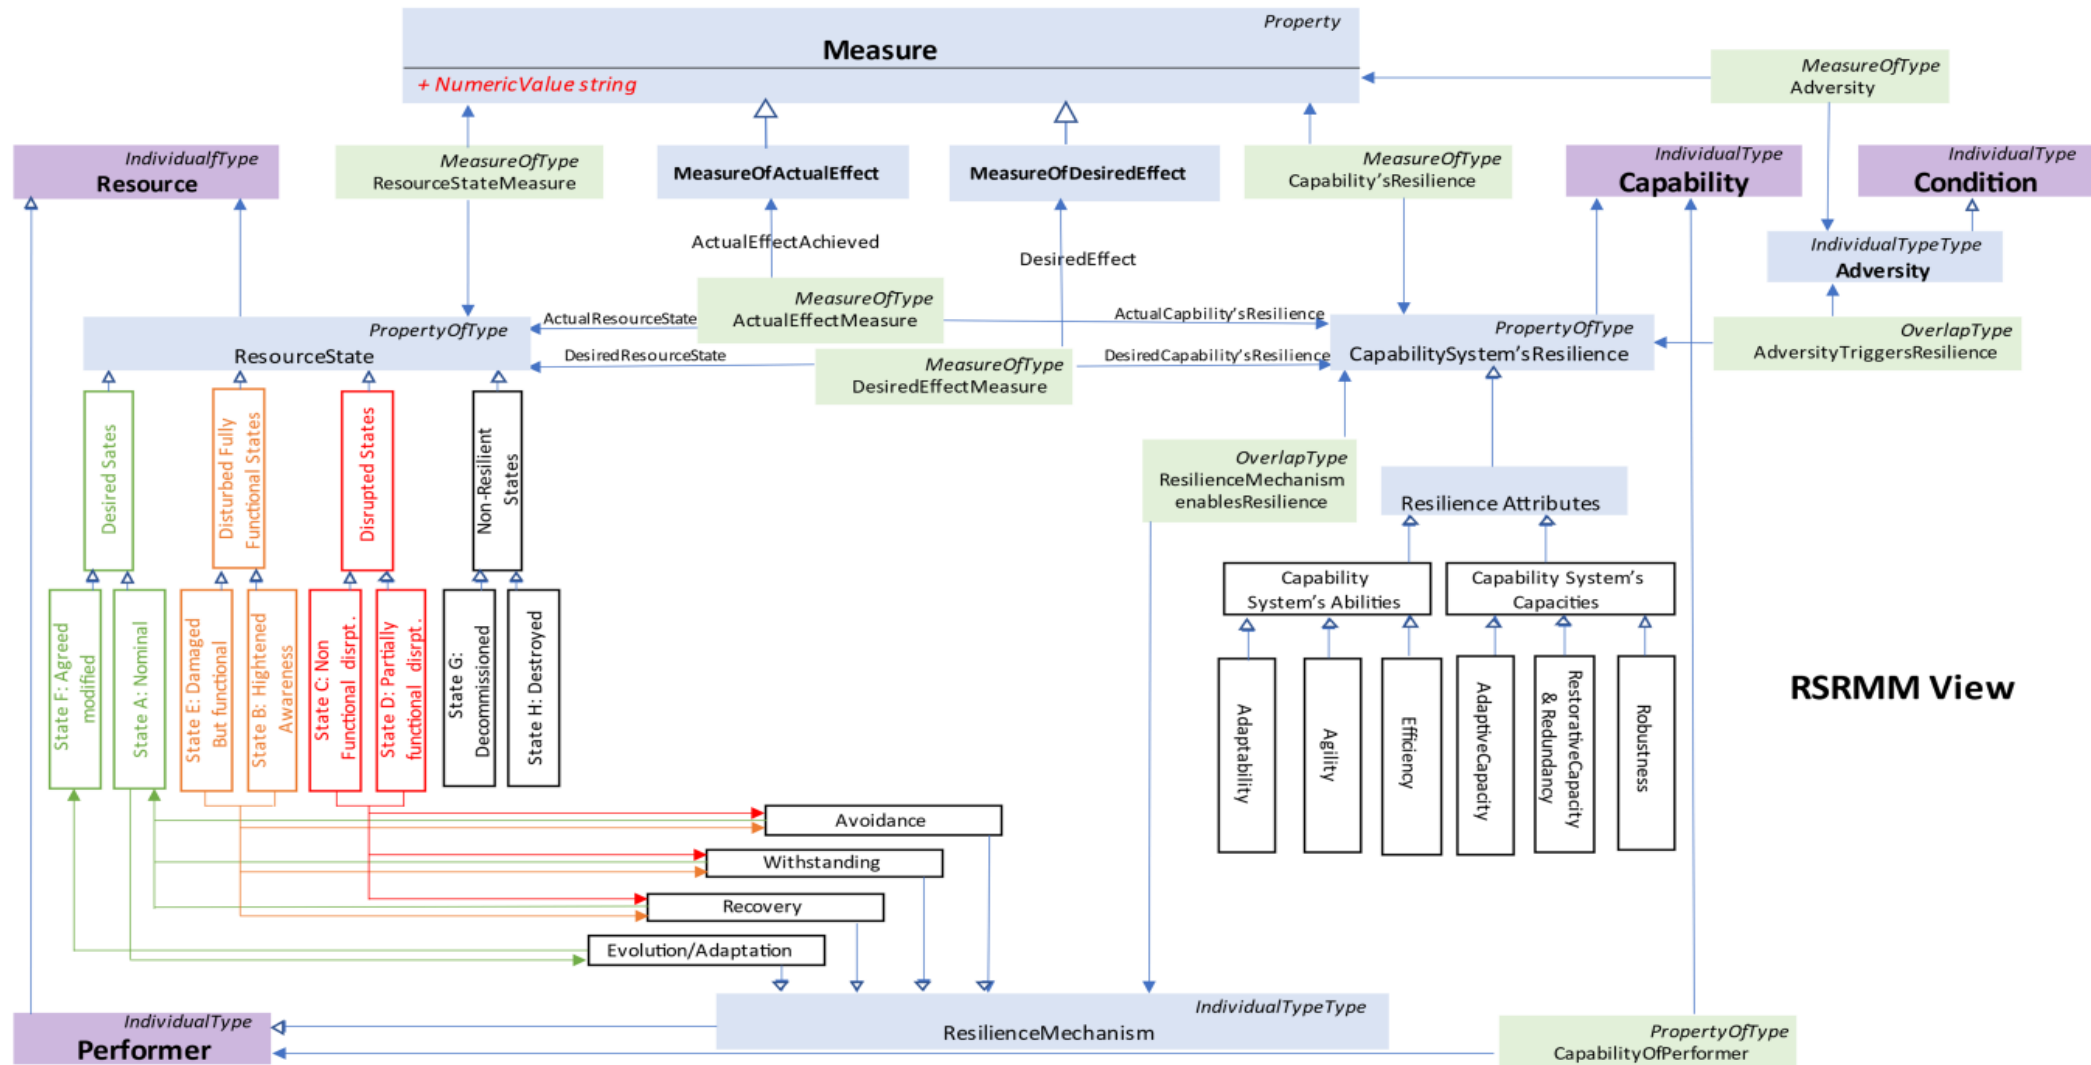 Property
Measure
+ NumericValue string
MeasureOfType
Adversity
IndividualfType
Resource
MeasureOfType
ResourceStateMeasure
MeasureOfActualEffect
MeasureOfDesiredEffect
MeasureOfType
Capability'sResilience
IndividualType
Capability
IndividualType
Condition
ActualEffectAchieved
DesiredEffect
IndividualTypeType
Adversity
MeasureOfType
ActualEffectMeasure
ActualResourceState
ActualCapbility'sResilience
PropertyOfType
ResourceState
DesiredResourceState
MeasureOfType
DesiredEffectMeasure
DesiredCapability'sResilience
PropertyOfType
CapabilitySystem'sResilience
OverlapType
AdversityTriggersResilience
Desired Sates
Disturbed Fully
Functional States
Disrupted States
Non-Resilient
States
OverlapType
ResilienceMechanism
enablesResilience
Resilience Attributes
Capability
System's Abilities
Capability System's
Capacities
State F: Agreed
modified
State A: Nominal
State E: Damaged
But functional
State B: Hightened
Awareness
State C: Non
Functional disrpt.
State D: Partially
functional disrpt.
State G:
Decommissioned
State H: Destroyed
Adaptability
Agility
Efficiency
AdaptiveCapacity
RestorativeCapacity
& Redundancy
Robustness
RSRMM View
Avoidance
Withstanding
Recovery
Evolution/Adaptation
IndividualTypeType
ResilienceMechanism
IndividualType
Performer
PropertyOfType
CapabilityOfPerformer